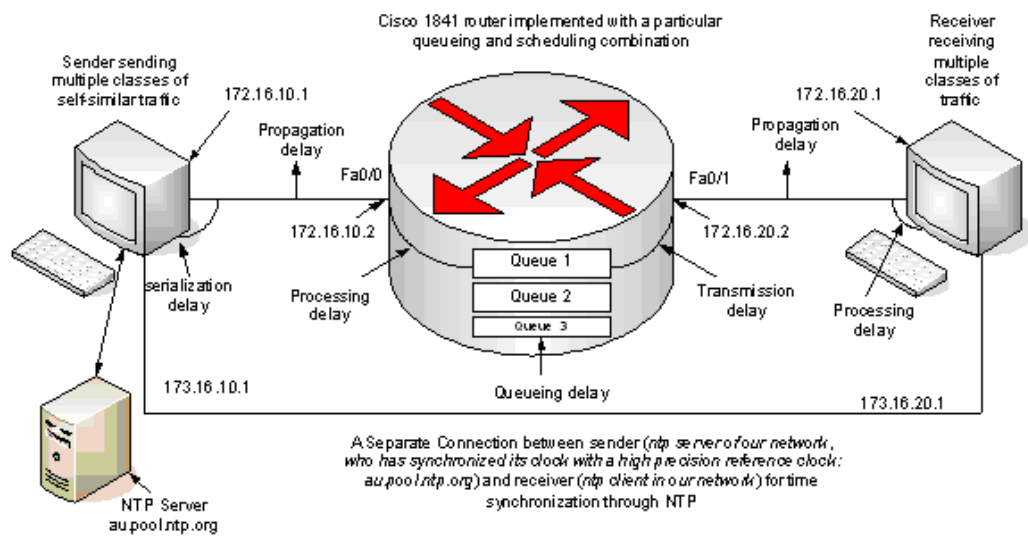 Cisco 1841 router implemented with a particular
queueing and scheduling combination
Receiver
receiving
multiple
classes of
traffic
Sender sending
multiple classes of
self-similar traffic
172.16.10.1
172.16.20.1
Propagation
delay
Propagation
delay
Fa0/0
Fa0/1
172.16.10.2
172.16.20.2
Queue 1
Queue 2
Queue 3
serialization
delay
Processing
delay
Transmission
delay
Processing
delay
Queueing delay
173.16.10.1
173.16.20.1
A Separate Connection between sender (ntp server of our network,
who has synchronized its clock with a high precision reference clock:
au.pool.ntp.org) and receiver (ntp client in our network) for time
synchronization through NTP
NTP Server
au.pool.ntp.org